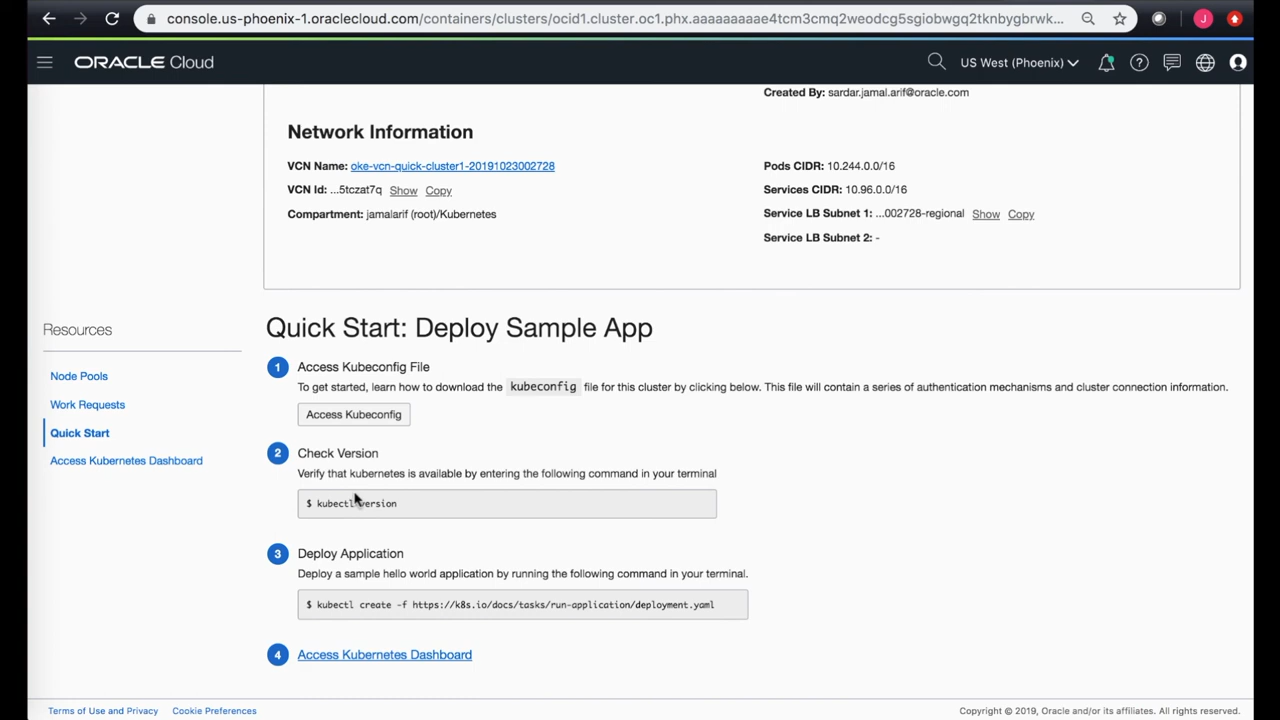 console.us-phoenix-1.oraclecloud.com/containers/clusters/ocid1.cluster.oc1.phx.aaaaaaaaae4tcm3cmq2weodcg5sgiobwgq2tknbygbrwk...
J
ORACLE Cloud
US West (Phoenix)
Created By: sardar.jamal.arif@oracle.com
Network Information
VCN Name: oke-vcn-quick-cluster1-20191023002728
Pods CIDR: 10.244.0.0/16
VCN Id: ...5tczat7q Show Copy
Services CIDR: 10.96.0.0/16
Compartment: jamalarif (root)/Kubernetes
Service LB Subnet 1: ...002728-regional Show Copy
Service LB Subnet 2: -
Resources
Node Pools
Work Requests
Quick Start
Access Kubernetes Dashboard
Quick Start: Deploy Sample App
1 Access Kubeconfig File
To get started, learn how to download the kubeconfig file for this cluster by clicking below. This file will contain a series of authentication mechanisms and cluster connection information.
Access Kubeconfig
2 Check Version
Verify that kubernetes is available by entering the following command in your terminal
$ kubectl version
3 Deploy Application
Deploy a sample hello world application by running the following command in your terminal.
$ kubectl create -f https://k8s.io/docs/tasks/run-application/deployment.yaml
4 Access Kubernetes Dashboard
Terms of Use and Privacy Cookie Preferences
Copyright © 2019, Oracle and/or its affiliates. All rights reserved.